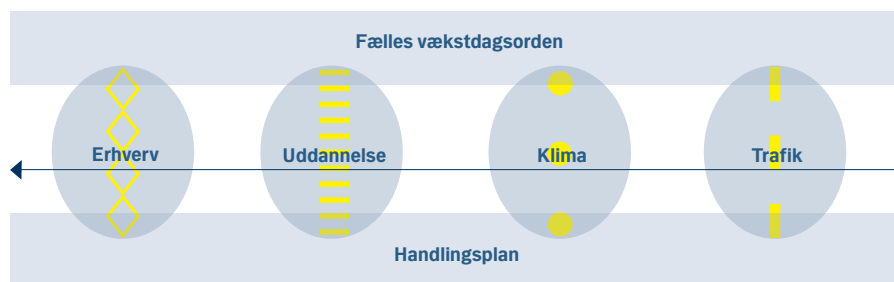 Fælles vækstdagsorden
Erhverv Uddannelse Klima Trafik
Handlingsplan